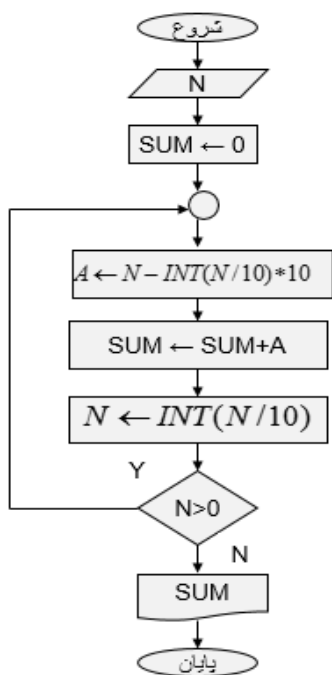 شروع
N
SUM ← 0
A ← N − INT(N/10)*10
SUM ← SUM+A
N ← INT(N/10)
Y
N>0
N
SUM
پایان